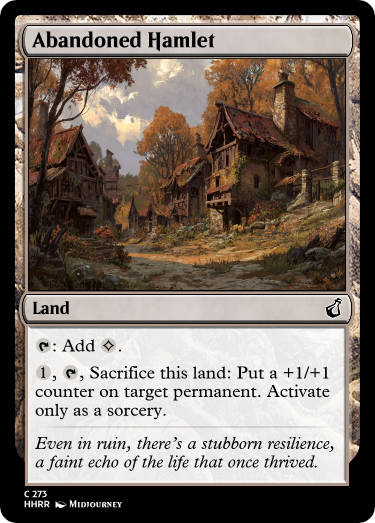 Abandoned Hamlet
Land
: Add .
1, , Sacrifice this land: Put a +1/+1
counter on target permanent. Activate
only as a sorcery.
Even in ruin, there's a stubborn resilience,
a faint echo of the life that once thrived.
C 273
HHRR Midjourney